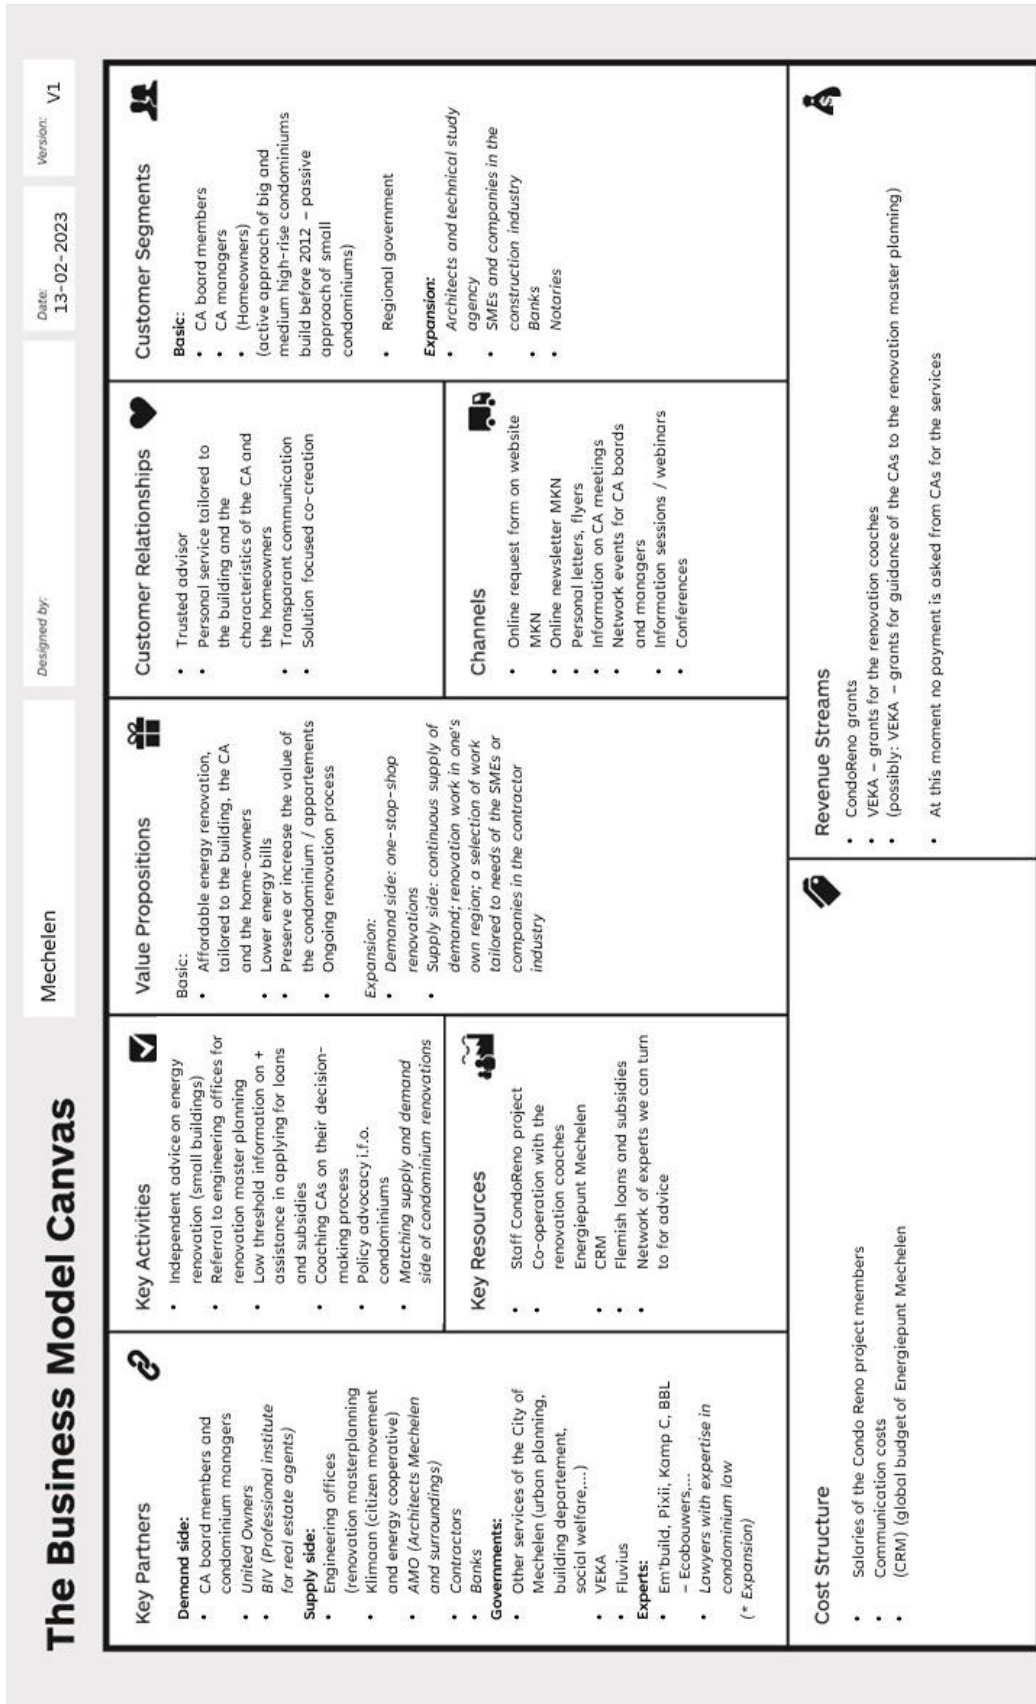 The Business Model Canvas
Mechelen
Designed by:
Date:
13-02-2023
Version:
V1
Key Partners
Demand side:
• CA board members and
condominium managers
• United Owners
• BIV (Professional institute
for real estate agents)
Supply side:
• Engineering offices
(renovation masterplanning
• Klimaan (citizen movement
and energy cooperative)
• AMO (Architects Mechelen
and surroundings)
• Contractors
• Banks
Governments:
• Other services of the City of
Mechelen (urban planning,
building departement,
social welfare,...)
• VEKA
• Fluvius
Experts:
• Em'build, Pixii, Kamp C, BBL
– Ecobouwers,...
• Lawyers with expertise in
condominium law
(* Expansion)
Key Activities
• Independent advice on energy
renovation (small buildings)
• Referral to engineering offices for
renovation master planning
• Low threshold information on +
assistance in applying for loans
and subsidies
• Coaching CAs on their decision-
making process
• Policy advocacy i.f.o.
condominiums
• Matching supply and demand
side of condominium renovations
Key Resources
• Staff CondoReno project
• Co-operation with the
renovation coaches
Energiepunt Mechelen
• CRM
• Flemish loans and subsidies
• Network of experts we can turn
to for advice
Value Propositions
Basic:
• Affordable energy renovation,
tailored to the building, the CA
and the home-owners
• Lower energy bills
• Preserve or increase the value of
the condominium / appartements
• Ongoing renovation process
Expansion:
• Demand side: one-stop-shop
renovations
• Supply side: continuous supply of
demand; renovation work in one's
own region; a selection of work
tailored to needs of the SMEs or
companies in the contractor
industry
Customer Relationships
• Trusted advisor
• Personal service tailored to
the building and the
characteristics of the CA and
the homeowners
• Transparant communication
• Solution focused co-creation
Channels
• Online request form on website
MKN
• Online newsletter MKN
• Personal letters, flyers
• Information on CA meetings
• Network events for CA boards
and managers
• Information sessions / webinars
• Conferences
Customer Segments
Basic:
• CA board members
• CA managers
• (Homeowners)
(active approach of big and
medium high-rise condominiums
build before 2012 – passive
approach of small
condominiums)
• Regional government
Expansion:
• Architects and technical study
agency
• SMEs and companies in the
construction industry
• Banks
• Notaries
Cost Structure
• Salaries of the Condo Reno project members
• Communication costs
• (CRM) (global budget of Energiepunt Mechelen
Revenue Streams
• CondoReno grants
• VEKA – grants for the renovation coaches
• (possibly: VEKA – grants for guidance of the CAs to the renovation master planning)
• At this moment no payment is asked from CAs for the services